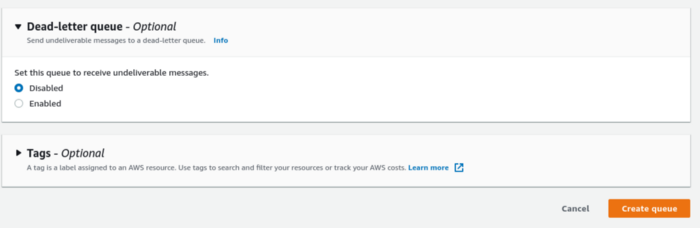 Dead-letter queue - Optional
Send undeliverable messages to a dead-letter queue. Info
Set this queue to receive undeliverable messages.
Disabled
Enabled
Tags - Optional
A tag is a label assigned to an AWS resource. Use tags to search and filter your resources or track your AWS costs. Learn more
Cancel Create queue